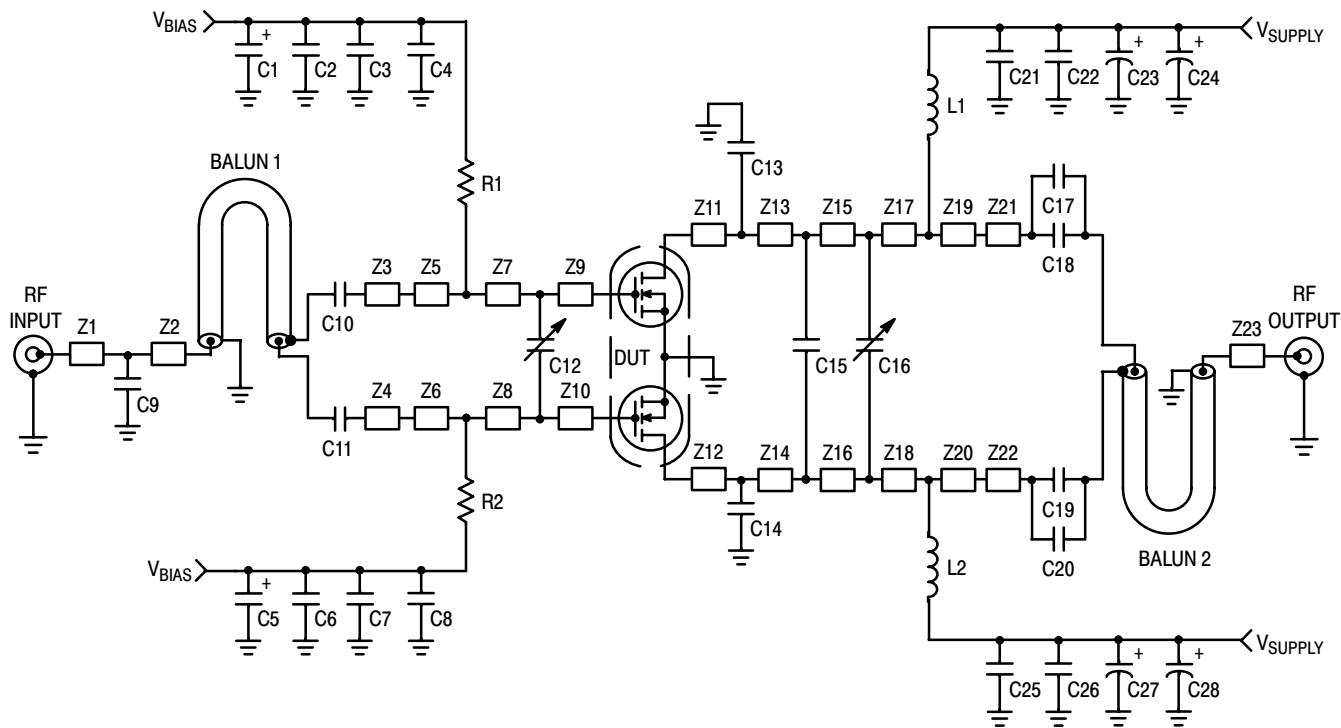 VBIAS
+
C1
C2
C3
C4
R1
BALUN 1
RF
INPUT
Z1
Z2
C9
C10
Z3
Z5
Z7
Z9
C12
C11
Z4
Z6
Z8
Z10
DUT
R2
VBIAS
+
C5
C6
C7
C8
VSUPPLY
C21
C22
+
C23
+
C24
L1
C13
Z11
Z13
Z15
Z17
Z19
Z21
C17
C18
C15
C16
Z12
Z14
Z16
Z18
Z20
Z22
C14
C19
C20
L2
Z23
RF
OUTPUT
BALUN 2
VSUPPLY
C25
C26
+
C27
+
C28